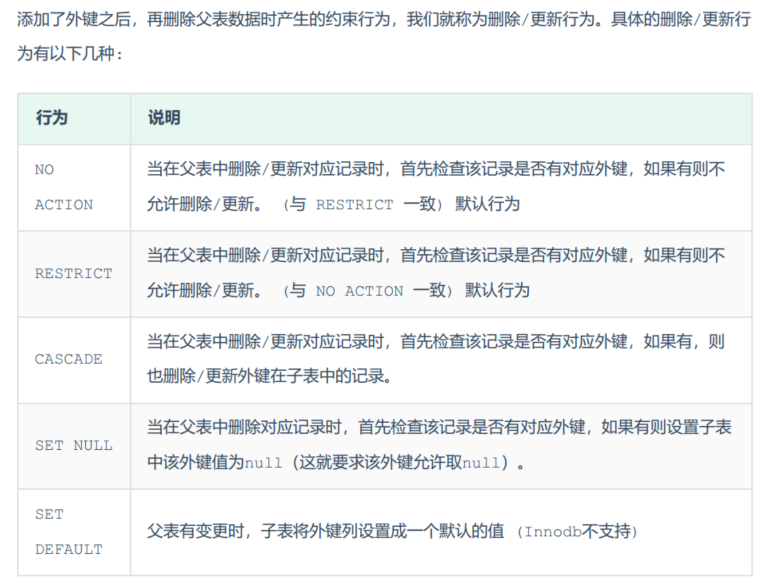 添加了外键之后，再删除父表数据时产生的约束行为，我们就称为删除/更新行为。具体的删除/更新行
为有以下几种：
行为 说明
NO
ACTION
当在父表中删除/更新对应记录时，首先检查该记录是否有对应外键，如果有则不
允许删除/更新。（与 RESTRICT 一致）默认行为
RESTRICT
当在父表中删除/更新对应记录时，首先检查该记录是否有对应外键，如果有则不
允许删除/更新。（与 NO ACTION 一致）默认行为
CASCADE
当在父表中删除/更新对应记录时，首先检查该记录是否有对应外键，如果有，则
也删除/更新外键在子表中的记录。
SET NULL
当在父表中删除对应记录时，首先检查该记录是否有对应外键，如果有则设置子表
中该外键值为null（这就要求该外键允许取null）。
SET
DEFAULT
父表有变更时，子表将外键列设置成一个默认的值（Innodb不支持）